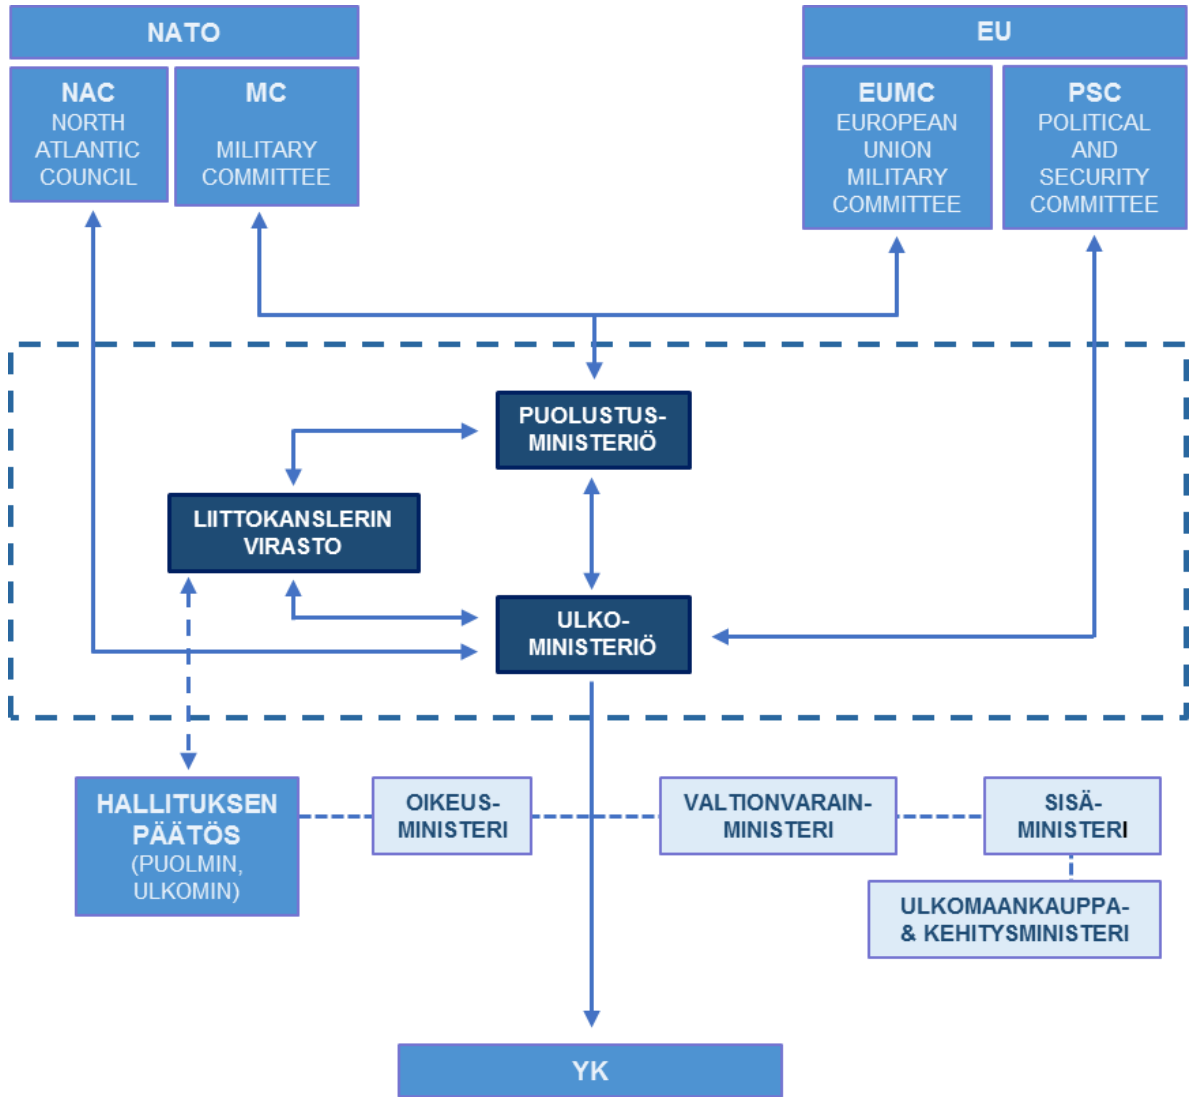 NATO
NAC
NORTH
ATLANTIC
COUNCIL
MC
MILITARY
COMMITTEE
EU
EUMC
EUROPEAN
UNION
MILITARY
COMMITTEE
PSC
POLITICAL
AND
SECURITY
COMMITTEE
PUOLUSTUS-
MINISTERIÖ
LIITTOKANSLERIN
VIRASTO
ULKO-
MINISTERIÖ
HALLITUKSEN
PÄÄTÖS
(PUOLMIN,
ULKOMIN)
OIKEUS-
MINISTERI
VALTIONVARAIN-
MINISTERI
SISÄ-
MINISTERI
ULKOMAANKAUPPA-
& KEHITYSMINISTERI
YK